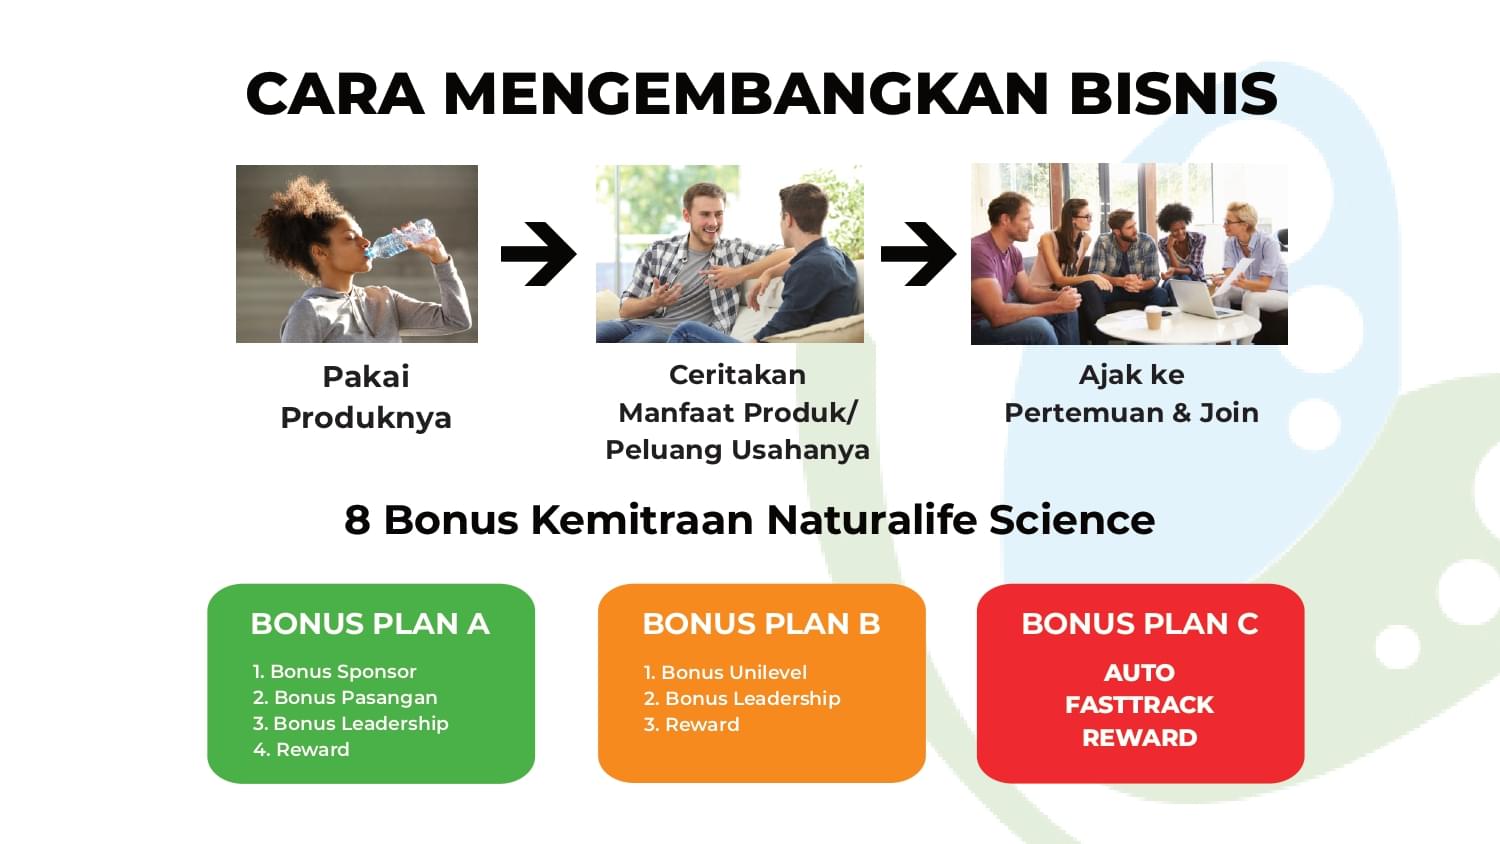 CARA MENGEMBANGKAN BISNIS
Pakai
Produknya
Ceritakan
Manfaat Produk/
Peluang Usahanya
Ajak ke
Pertemuan & Join
8 Bonus Kemitraan Naturalife Science
BONUS PLAN A
1. Bonus Sponsor
2. Bonus Pasangan
3. Bonus Leadership
4. Reward
BONUS PLAN B
1. Bonus Unilevel
2. Bonus Leadership
3. Reward
BONUS PLAN C
AUTO
FASTTRACK
REWARD